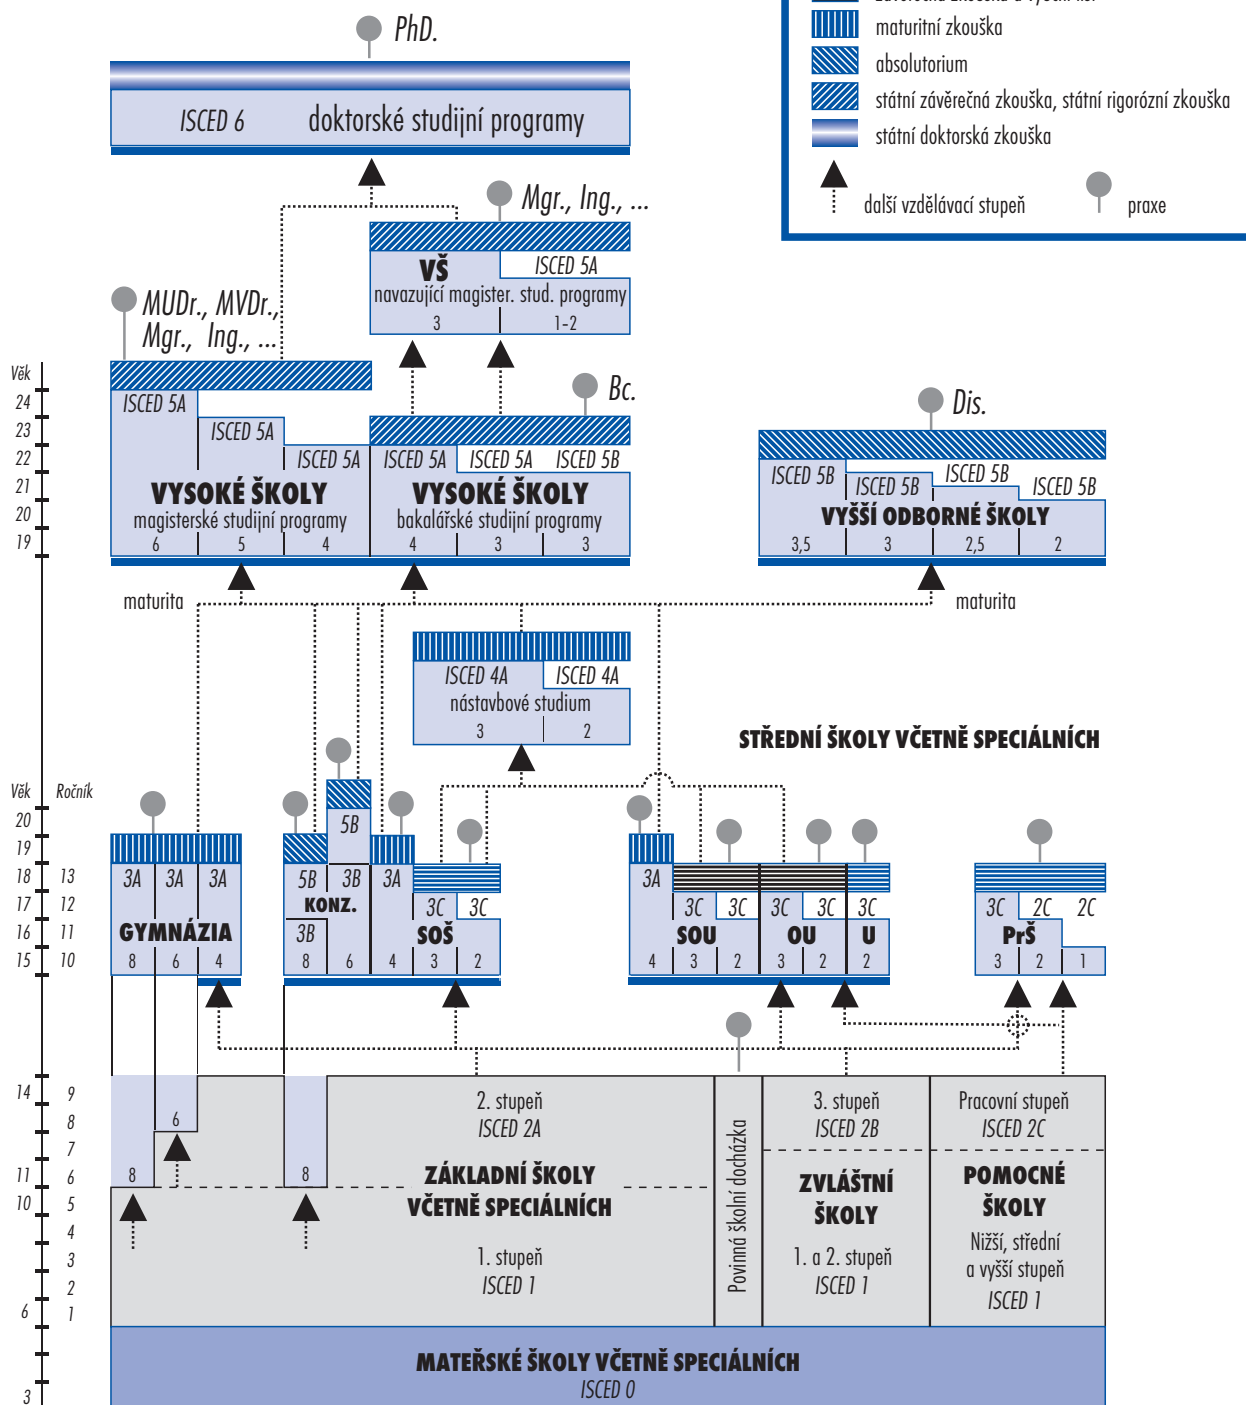 maturitní zkouška
absolutorium
státní závěrečná zkouška, státní rigorózní zkouška
státní doktorská zkouška
další vzdělávací stupeň
praxe
PhD.
ISCED 6 doktorské studijní programy
Mgr., Ing., ...
VŠ
ISCED 5A
navazující magister. stud. programy
3 1-2
MUDr., MVDr.,
Mgr., Ing., ...
Bc.
Dis.
Věk
24
23
22
21
20
19
ISCED 5A
ISCED 5A
ISCED 5A
VYSOKÉ ŠKOLY
magisterské studijní programy
6 5 4
ISCED 5A ISCED 5A ISCED 5B
VYSOKÉ ŠKOLY
bakalářské studijní programy
4 3 3
ISCED 5B
ISCED 5B
ISCED 5B
ISCED 5B
VYŠŠÍ ODBORNÉ ŠKOLY
3,5 3 2,5 2
maturita
maturita
ISCED 4A ISCED 4A
nástavbové studium
3 2
STŘEDNÍ ŠKOLY VČETNĚ SPECIÁLNÍCH
Věk Ročník
20
19
18 13
17 12
16 11
15 10
3A 3A 3A
GYMNÁZIA
8 6 4
5B
5B 3B 3A
KONZ.
3B
3C 3C
SOŠ
8 6 4 3 2
3A
3C 3C 3C 3C 3C
SOU OU U
4 3 2 3 2 2
3C 2C 2C
PrŠ
3 2 1
14 9
8
7
11 6
10 5
4
3
2
6 1
3
6
8
8
2. stupeň
ISCED 2A
ZÁKLADNÍ ŠKOLY
VČETNĚ SPECIÁLNÍCH
1. stupeň
ISCED 1
Povinná školní docházka
3. stupeň
ISCED 2B
ZVLÁŠTNÍ
ŠKOLY
1. a 2. stupeň
ISCED 1
Pracovní stupeň
ISCED 2C
POMOCNÉ
ŠKOLY
Nižší, střední
a vyšší stupeň
ISCED 1
MATEŘSKÉ ŠKOLY VČETNĚ SPECIÁLNÍCH
ISCED 0